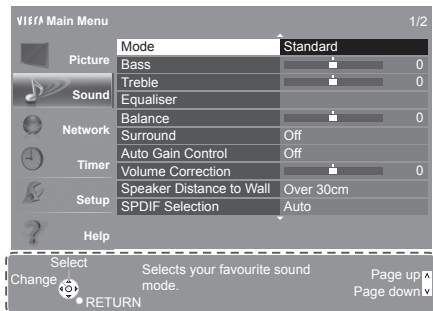 VIErA Main Menu 1/2
Picture
Sound
Network
Timer
Setup
Help
Mode Standard
Bass 0
Treble 0
Equaliser
Balance 0
Surround Off
Auto Gain Control Off
Volume Correction 0
Speaker Distance to Wall Over 30cm
SPDIF Selection Auto
Select
Change
RETURN
Selects your favourite sound
mode.
Page up
Page down